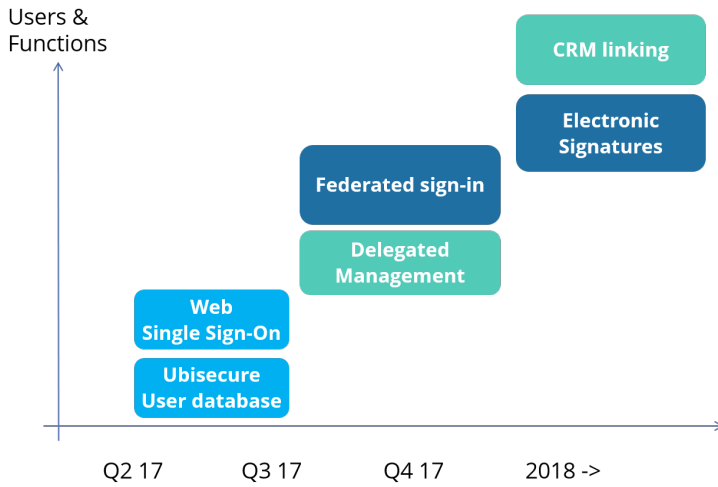 Users &
Functions
CRM linking
Electronic
Signatures
Federated sign-in
Delegated
Management
Web
Single Sign-On
Ubisecure
User database
Q2 17
Q3 17
Q4 17
2018 ->